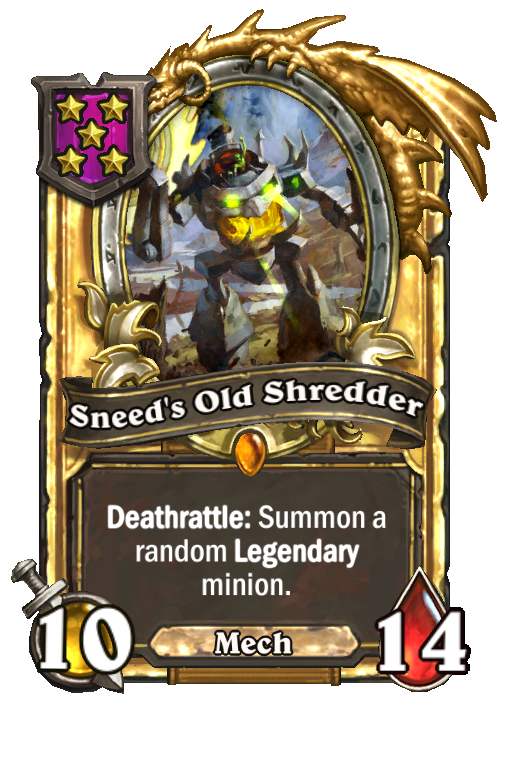 Sneed's Old Shredder
Deathrattle: Summon a
random Legendary
minion.
10
Mech
14